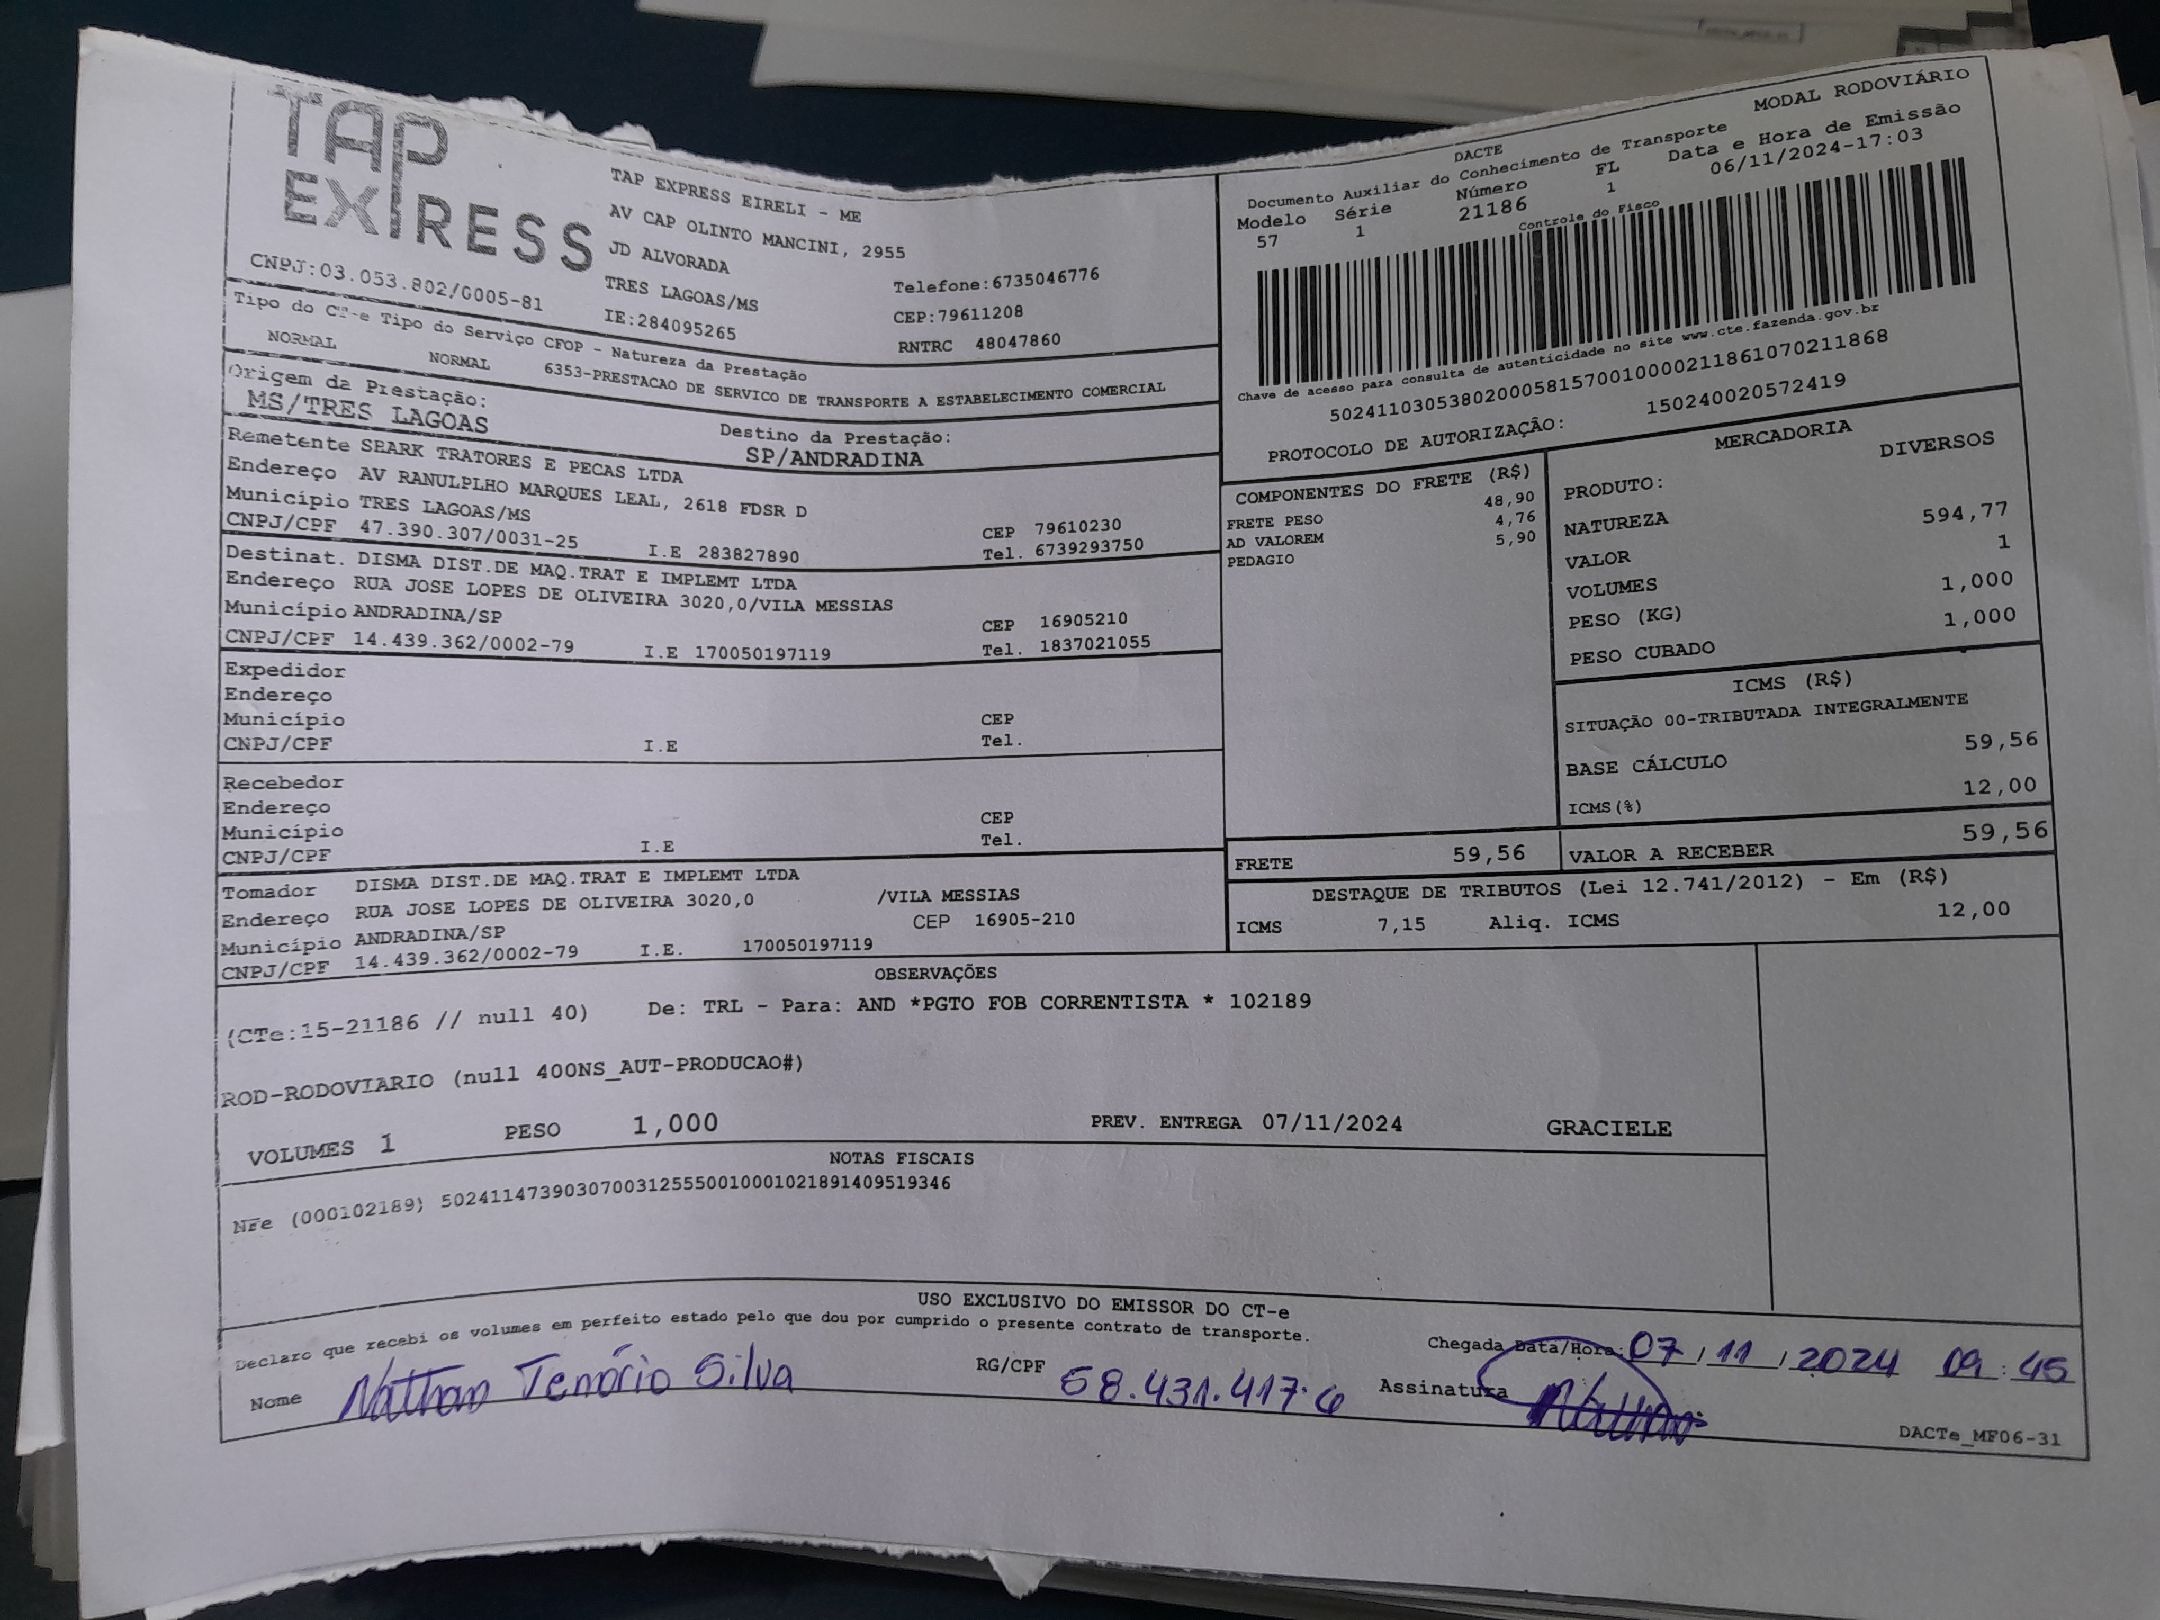 TAP
EXPRESS
CNPJ:03.053.802/0005-81
TAP EXPRESS EIRELI - ME
AV CAP OLINTO MANCINI, 2955
JD ALVORADA
TRES LAGOAS/MS
IE:284095265
Telefone:6735046776
CEP:79611208
RNTRC 48047860
MODAL RODOVIÁRIO
DACTE
Documento Auxiliar do Conhecimento de Transporte
Modelo Série Número FL Data e Hora de Emissão
57 1 21186 1 06/11/2024-17:03
Controle do Fisco
Chave de acesso para consulta de autenticidade no site www.cte.fazenda.gov.br
PROTOCOLO DE AUTORIZAÇÃO: 150240020572419
Tipo do CT-e Tipo do Serviço CFOP - Natureza da Prestação
NORMAL NORMAL 6353-PRESTACAO DE SERVICO DE TRANSPORTE A ESTABELECIMENTO COMERCIAL
Origem da Prestação: Destino da Prestação:
MS/TRES LAGOAS SP/ANDRADINA
Remetente SPARK TRATORES E PECAS LTDA
Endereço AV RANULPLHO MARQUES LEAL, 2618 FDSR D
Município TRES LAGOAS/MS CEP 79610230
CNPJ/CPF 47.390.307/0031-25 I.E 283827890 Tel. 6739293750
Destinat. DISMA DIST.DE MAQ.TRAT E IMPLEMT LTDA
Endereço RUA JOSE LOPES DE OLIVEIRA 3020,0/VILA MESSIAS
Município ANDRADINA/SP CEP 16905210
CNPJ/CPF 14.439.362/0002-79 I.E 170050197119 Tel. 1837021055
Expedidor
Endereço
Município CEP
CNPJ/CPF I.E Tel.
Recebedor
Endereço
Município CEP
CNPJ/CPF I.E Tel.
Tomador DISMA DIST.DE MAQ.TRAT E IMPLEMT LTDA
Endereço RUA JOSE LOPES DE OLIVEIRA 3020,0 /VILA MESSIAS
Município ANDRADINA/SP CEP 16905-210
CNPJ/CPF 14.439.362/0002-79 I.E. 170050197119
COMPONENTES DO FRETE (R$)
FRETE PESO 48,90
AD VALOREM 4,76
PEDAGIO 5,90
MERCADORIA
PRODUTO: DIVERSOS
NATUREZA
VALOR 594,77
VOLUMES 1
PESO (KG) 1,000
PESO CUBADO 1,000
ICMS (R$)
SITUAÇÃO 00-TRIBUTADA INTEGRALMENTE
BASE CÁLCULO 59,56
ICMS(%) 12,00
FRETE 59,56 VALOR A RECEBER 59,56
DESTAQUE DE TRIBUTOS (Lei 12.741/2012) - Em (R$)
ICMS 7,15 Aliq. ICMS 12,00
OBSERVAÇÕES
(CTe:15-21186 // null 40) De: TRL - Para: AND *PGTO FOB CORRENTISTA * 102189
ROD-RODOVIARIO (null 400NS_AUT-PRODUCAO#)
VOLUMES 1 PESO 1,000 PREV. ENTREGA 07/11/2024 GRACIELE
NOTAS FISCAIS
NFe (000102189) 50241147390307003125550010001021891409519346
USO EXCLUSIVO DO EMISSOR DO CT-e
Declaro que recebi os volumes em perfeito estado pelo que dou por cumprido o presente contrato de transporte.
Chegada Data/Hora: 07/11/2024 09:45
Nome Nathan Tenório Silva RG/CPF 58.431.417-6 Assinatura
DACTe_MF06-31